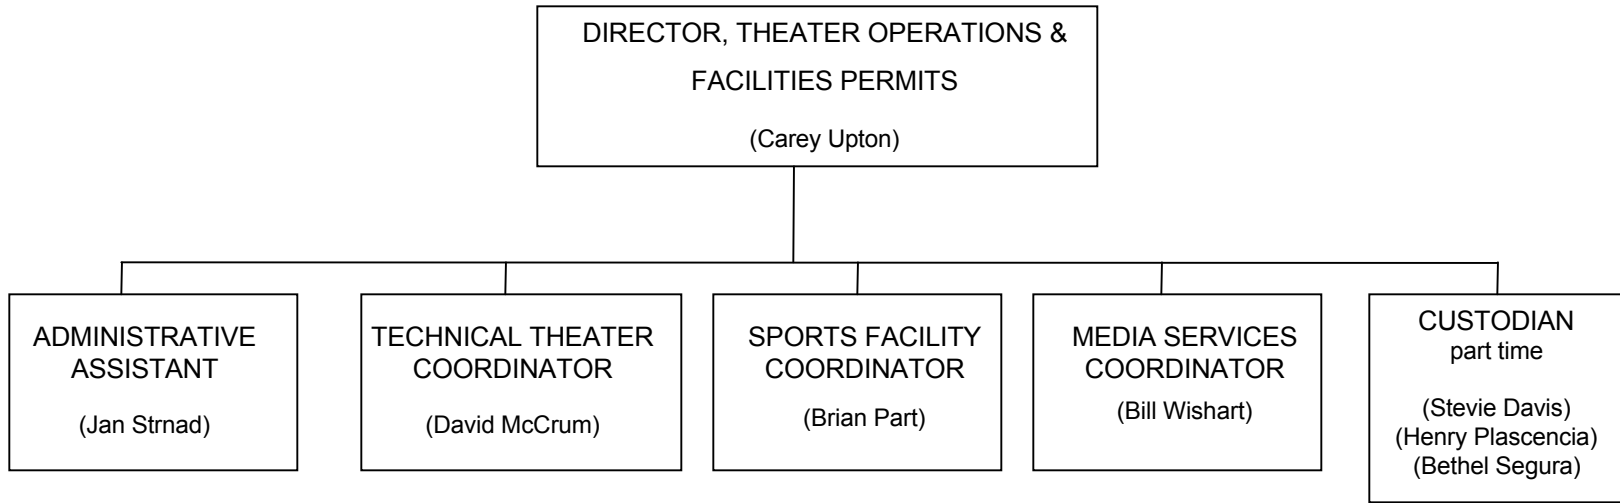 DIRECTOR, THEATER OPERATIONS &
FACILITIES PERMITS
(Carey Upton)
ADMINISTRATIVE
ASSISTANT
(Jan Strnad)
TECHNICAL THEATER
COORDINATOR
(David McCrum)
SPORTS FACILITY
COORDINATOR
(Brian Part)
MEDIA SERVICES
COORDINATOR
(Bill Wishart)
CUSTODIAN
part time
(Stevie Davis)
(Henry Plascencia)
(Bethel Segura)